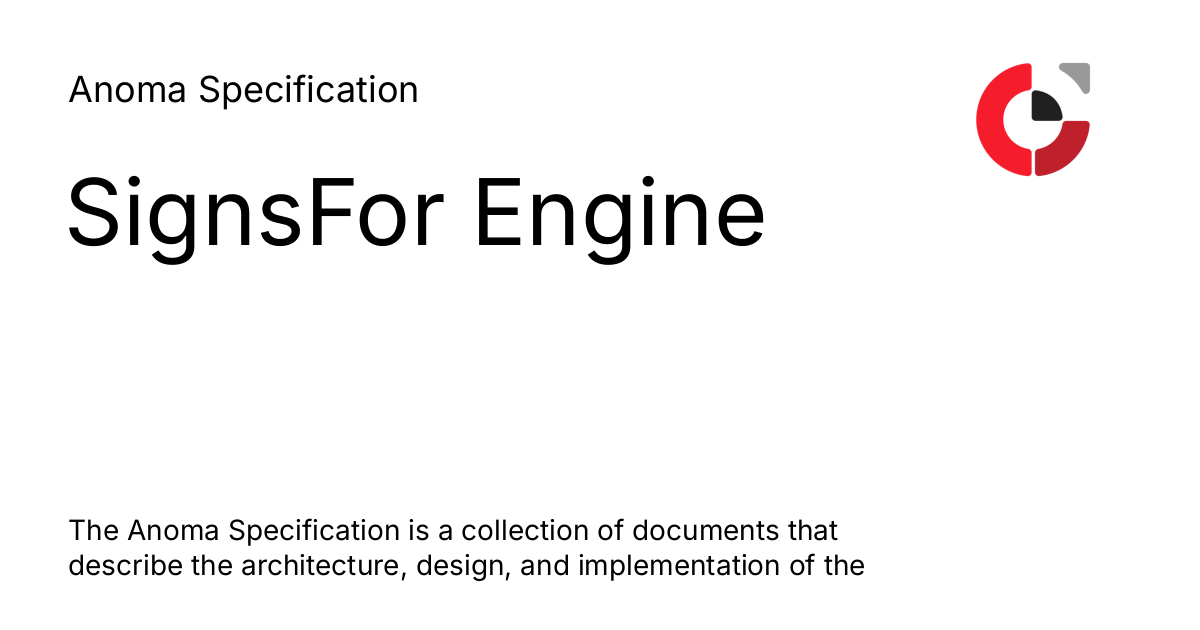 Anoma Specification
SignsFor Engine
The Anoma Specification is a collection of documents that
describe the architecture, design, and implementation of the